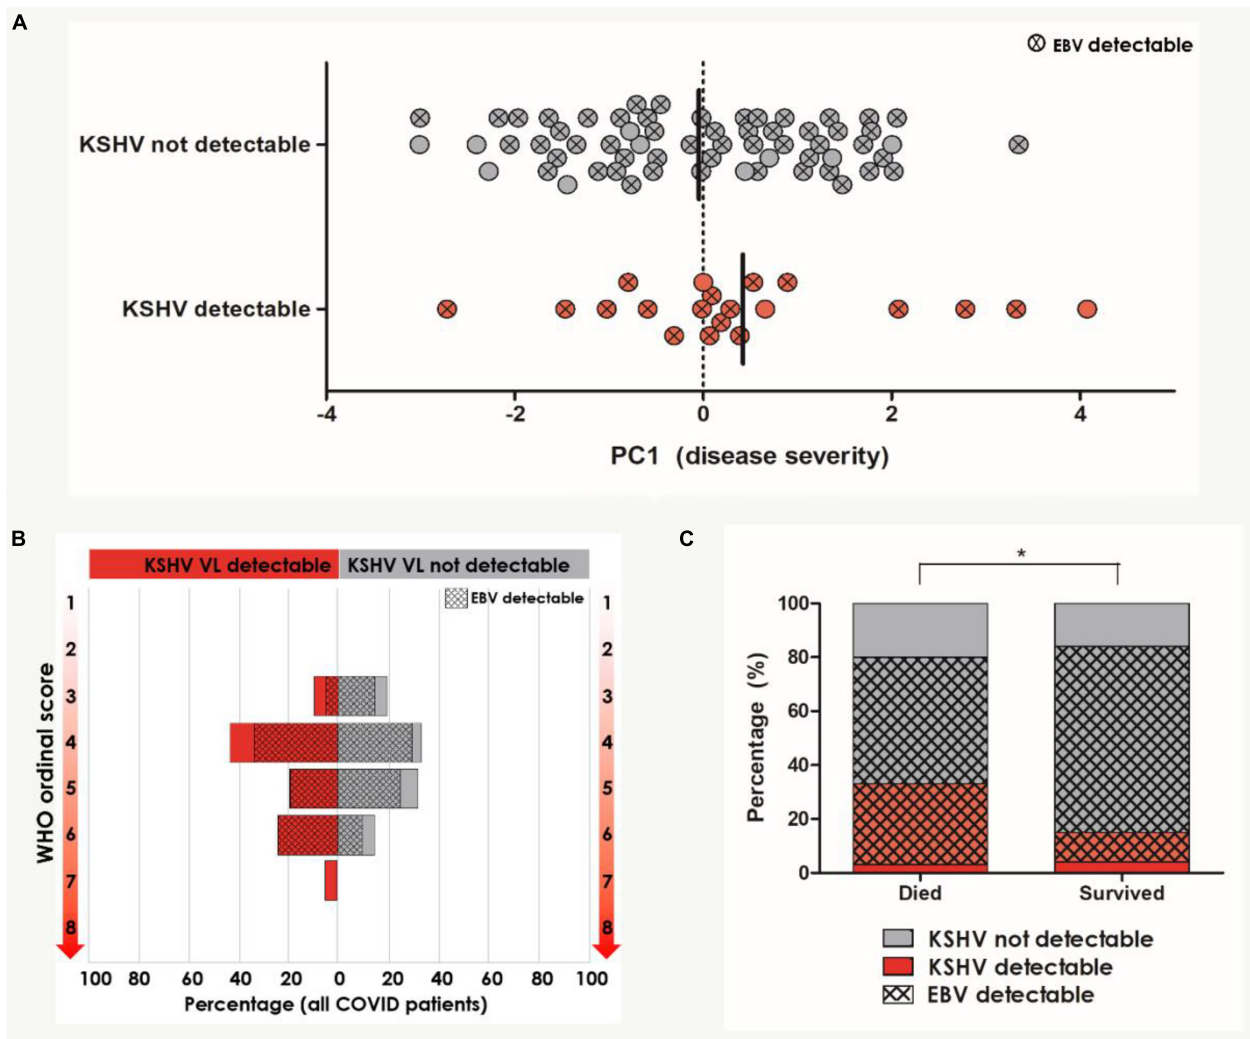 A
EBV detectable
KSHV not detectable
KSHV detectable
-4 -2 0 2 4
PC1 (disease severity)
B
KSHV VL detectable KSHV VL not detectable
EBV detectable
WHO ordinal score
1 1
2 2
3 3
4 4
5 5
6 6
7 7
8 8
100 80 60 40 20 0 20 40 60 80 100
Percentage (all COVID patients)
C
*
Percentage (%)
100
80
60
40
20
0
Died Survived
KSHV not detectable
KSHV detectable
EBV detectable